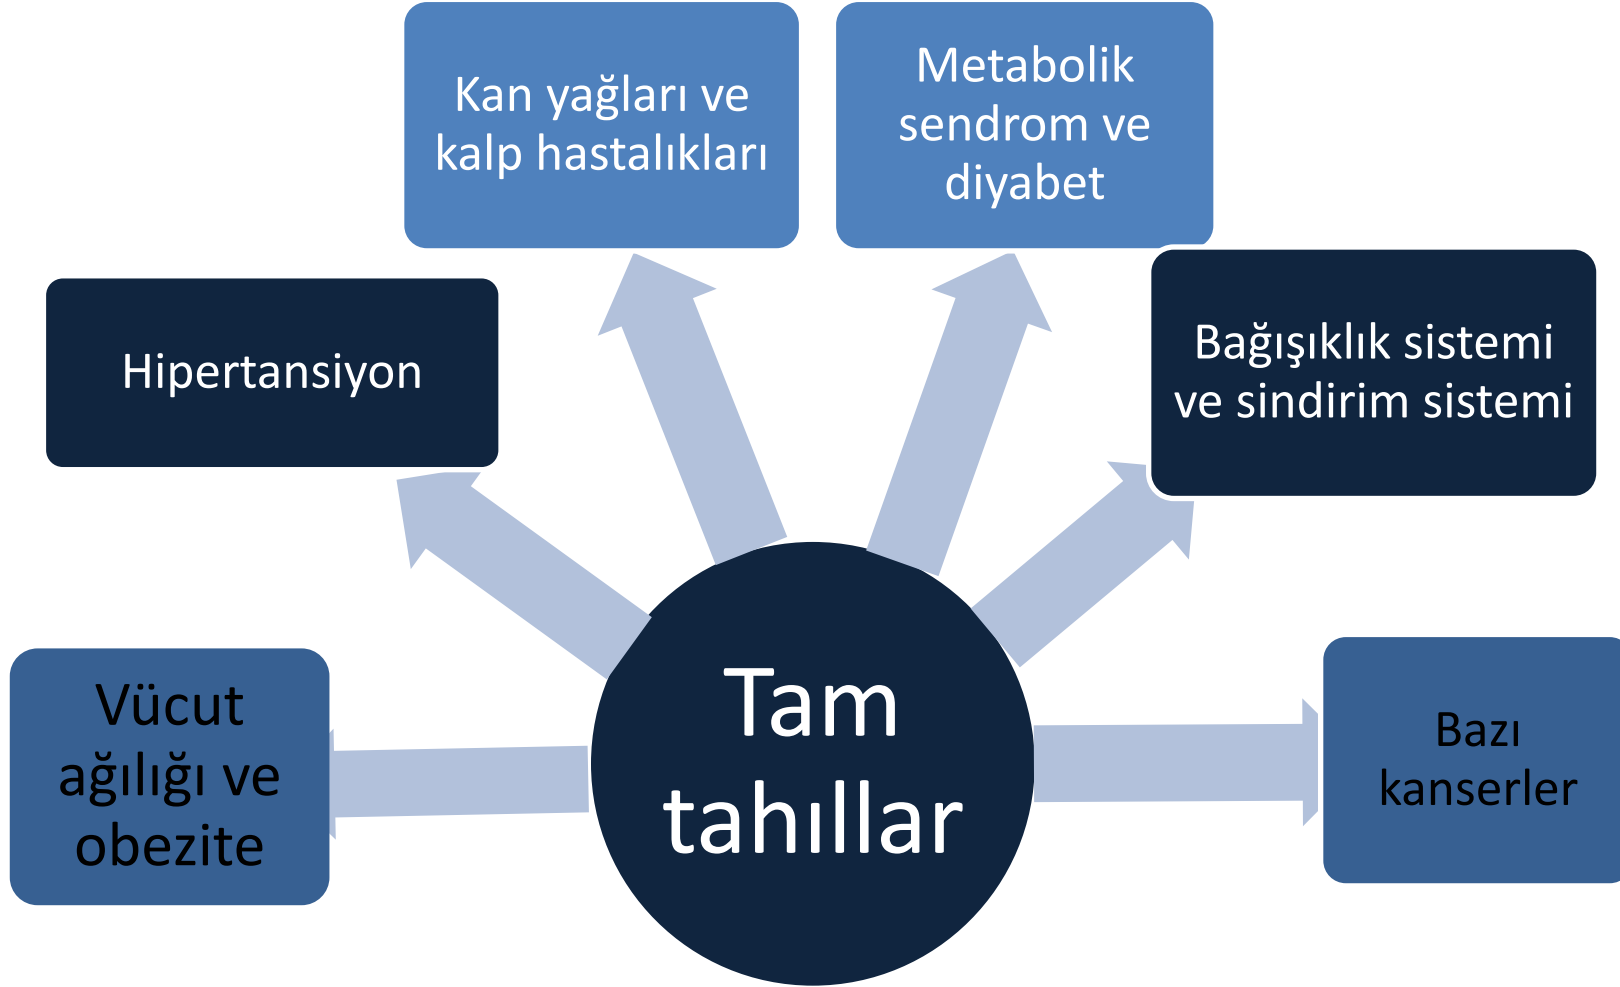 Kan yağları ve
kalp hastalıkları
Metabolik
sendrom ve
diyabet
Hipertansiyon
Bağışıklık sistemi
ve sindirim sistemi
Vücut
ağılığı ve
obezite
Tam
tahıllar
Bazı
kanserler